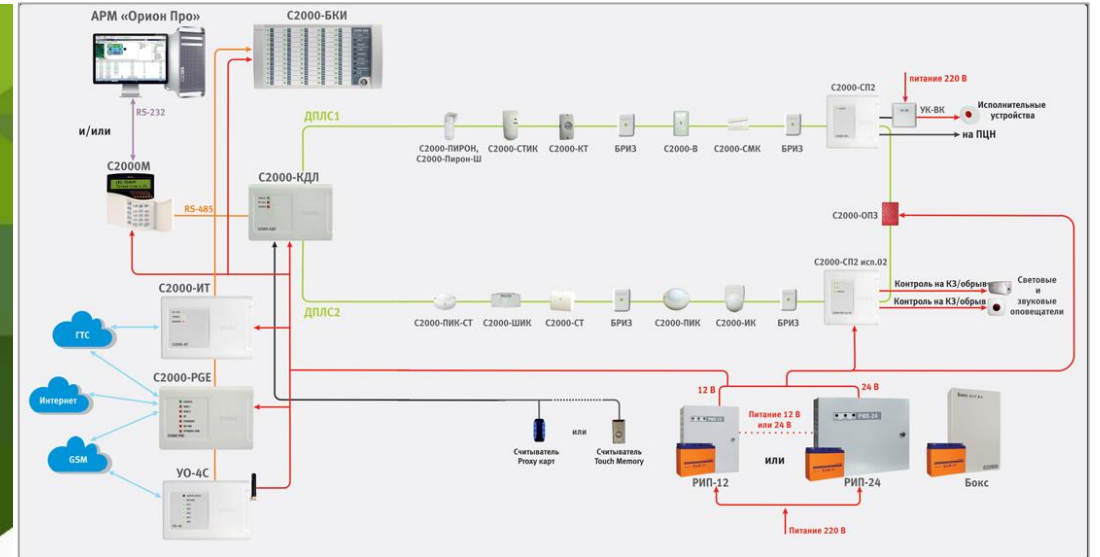 АРМ «Орион Про»
С2000-БКИ
RS-232
и/или
С2000М
RS-485
С2000-КДЛ
ДПЛС1
С2000-ПИРОН,
С2000-Пирон-Ш
С2000-СТИК
С2000-КТ
БРИЗ
С2000-В
С2000-СМК
БРИЗ
С2000-СП2
питание 220 В
УК-ВК
Исполнительные
устройства
на ПЦН
С2000-ОПЗ
ДПЛС2
С2000-ПИК-СТ
С2000-ШИК
С2000-СТ
БРИЗ
С2000-ПИК
С2000-ИК
БРИЗ
С2000-СП2 исп.02
Контроль на КЗ/обрыв
Контроль на КЗ/обрыв
Световые
и
звуковые
оповещатели
С2000-ИТ
ГТС
С2000-PGE
Интернет
GSM
УО-4С
Считыватель
Proxy карт
или
Считыватель
Touch Memory
12 В
24 В
Питание 12 В
или 24 В
или
РИП-12
РИП-24
Бокс
Питание 220 В